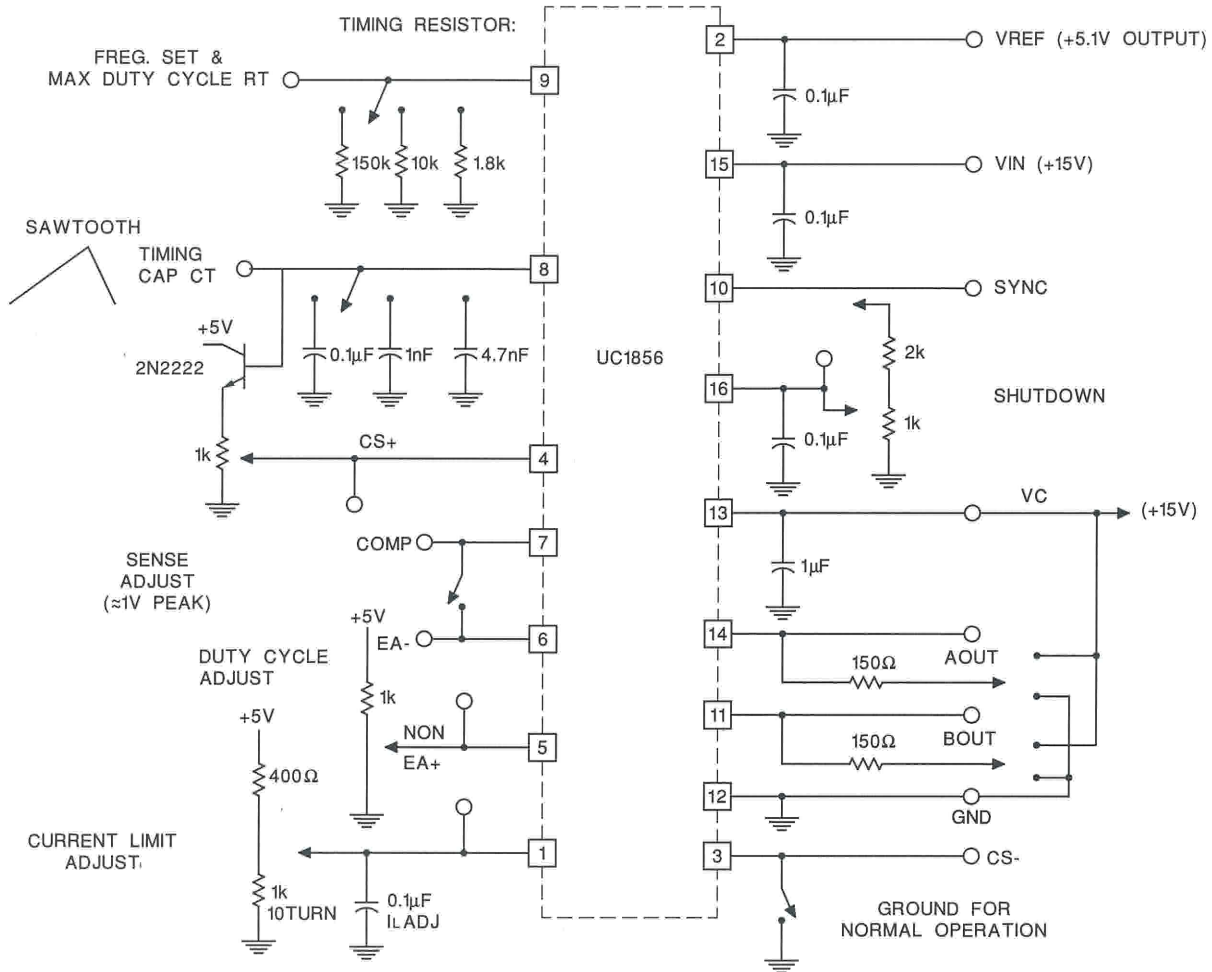 TIMING RESISTOR:
FREG. SET &
MAX DUTY CYCLE RT
9
150k
10k
1.8k
SAWTOOTH
TIMING
CAP CT
8
+5V
2N2222
0.1µF
1nF
4.7nF
1k
CS+
4
COMP
7
SENSE
ADJUST
(≈1V PEAK)
+5V
EA-
6
DUTY CYCLE
ADJUST
1k
+5V
NON
EA+
5
400Ω
CURRENT LIMIT
ADJUST
1
1k
10TURN
0.1µF
ILADJ
UC1856
2
VREF (+5.1V OUTPUT)
0.1µF
15
VIN (+15V)
0.1µF
10
SYNC
2k
16
SHUTDOWN
0.1µF
1k
13
VC
(+15V)
1µF
14
AOUT
150Ω
11
BOUT
150Ω
12
GND
3
CS-
GROUND FOR
NORMAL OPERATION